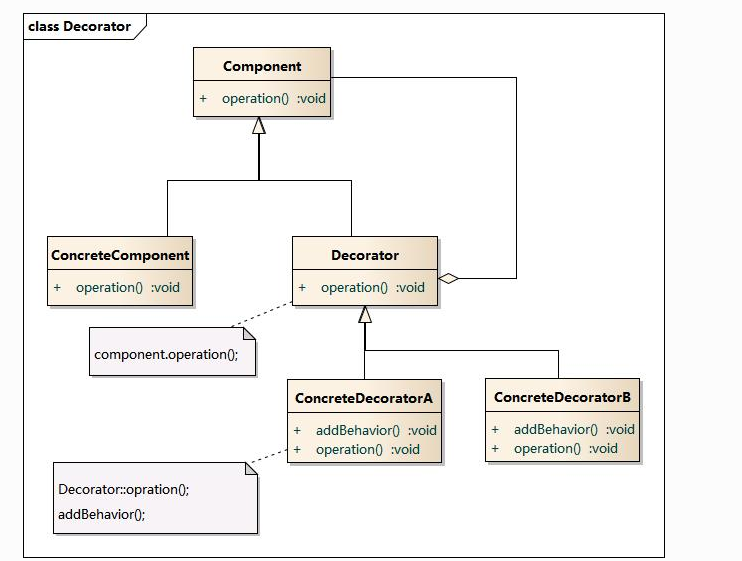 class Decorator
Component
+ operation() :void
ConcreteComponent
+ operation() :void
Decorator
+ operation() :void
component.operation();
ConcreteDecoratorA
+ addBehavior() :void
+ operation() :void
ConcreteDecoratorB
+ addBehavior() :void
+ operation() :void
Decorator::opration();
addBehavior();